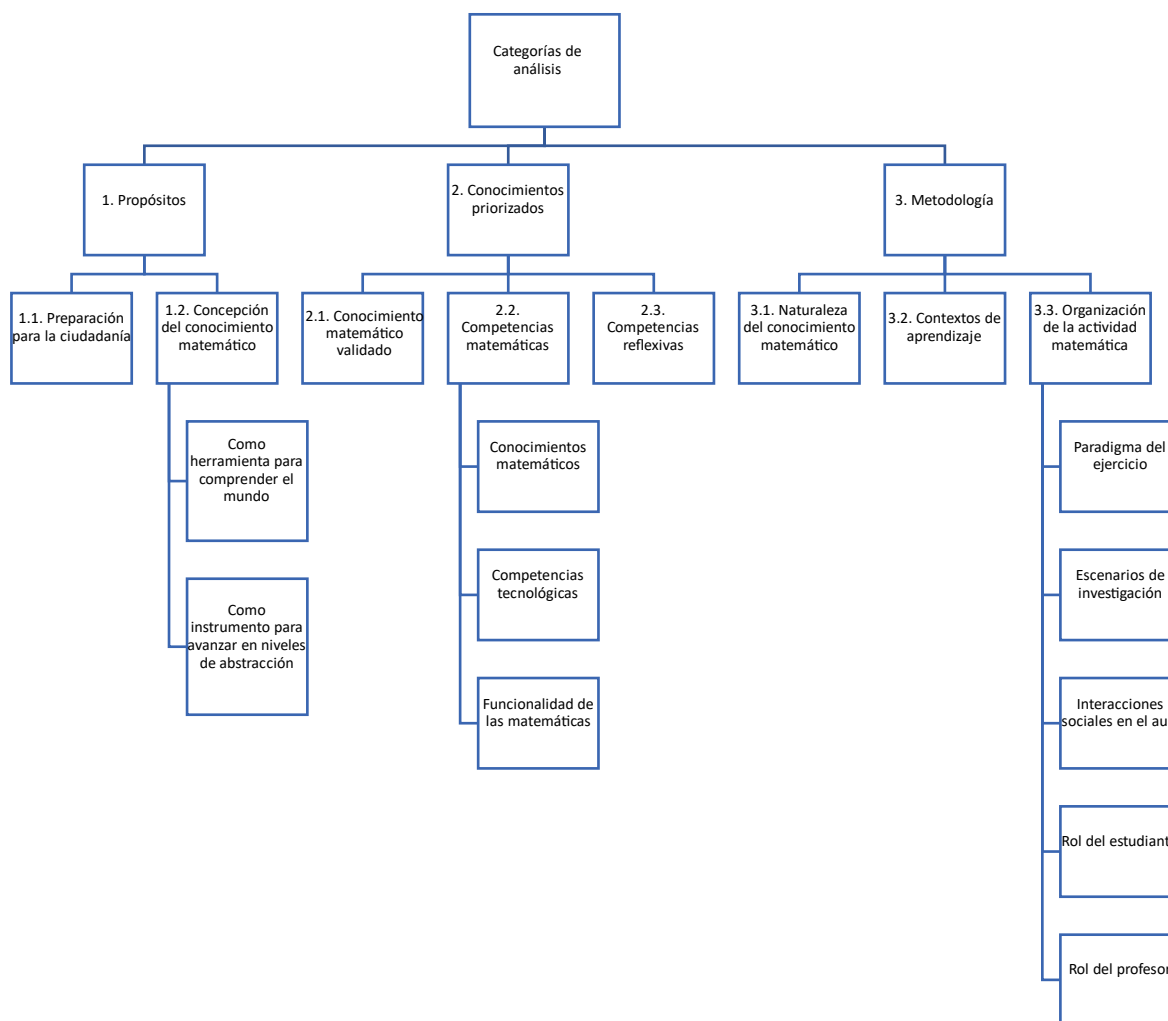 Categorías de
análisis
1. Propósitos
2. Conocimientos
priorizados
3. Metodología
1.1. Preparación
para la ciudadanía
1.2. Concepción
del conocimiento
matemático
2.1. Conocimiento
matemático
validado
2.2.
Competencias
matemáticas
2.3.
Competencias
reflexivas
3.1. Naturaleza
del conocimiento
matemático
3.2. Contextos de
aprendizaje
3.3. Organización
de la actividad
matemática
Como
herramienta para
comprender el
mundo
Como
instrumento para
avanzar en niveles
de abstracción
Conocimientos
matemáticos
Competencias
tecnológicas
Funcionalidad de
las matemáticas
Paradigma del
ejercicio
Escenarios de
investigación
Interacciones
sociales en el
Rol del
Rol del profesor